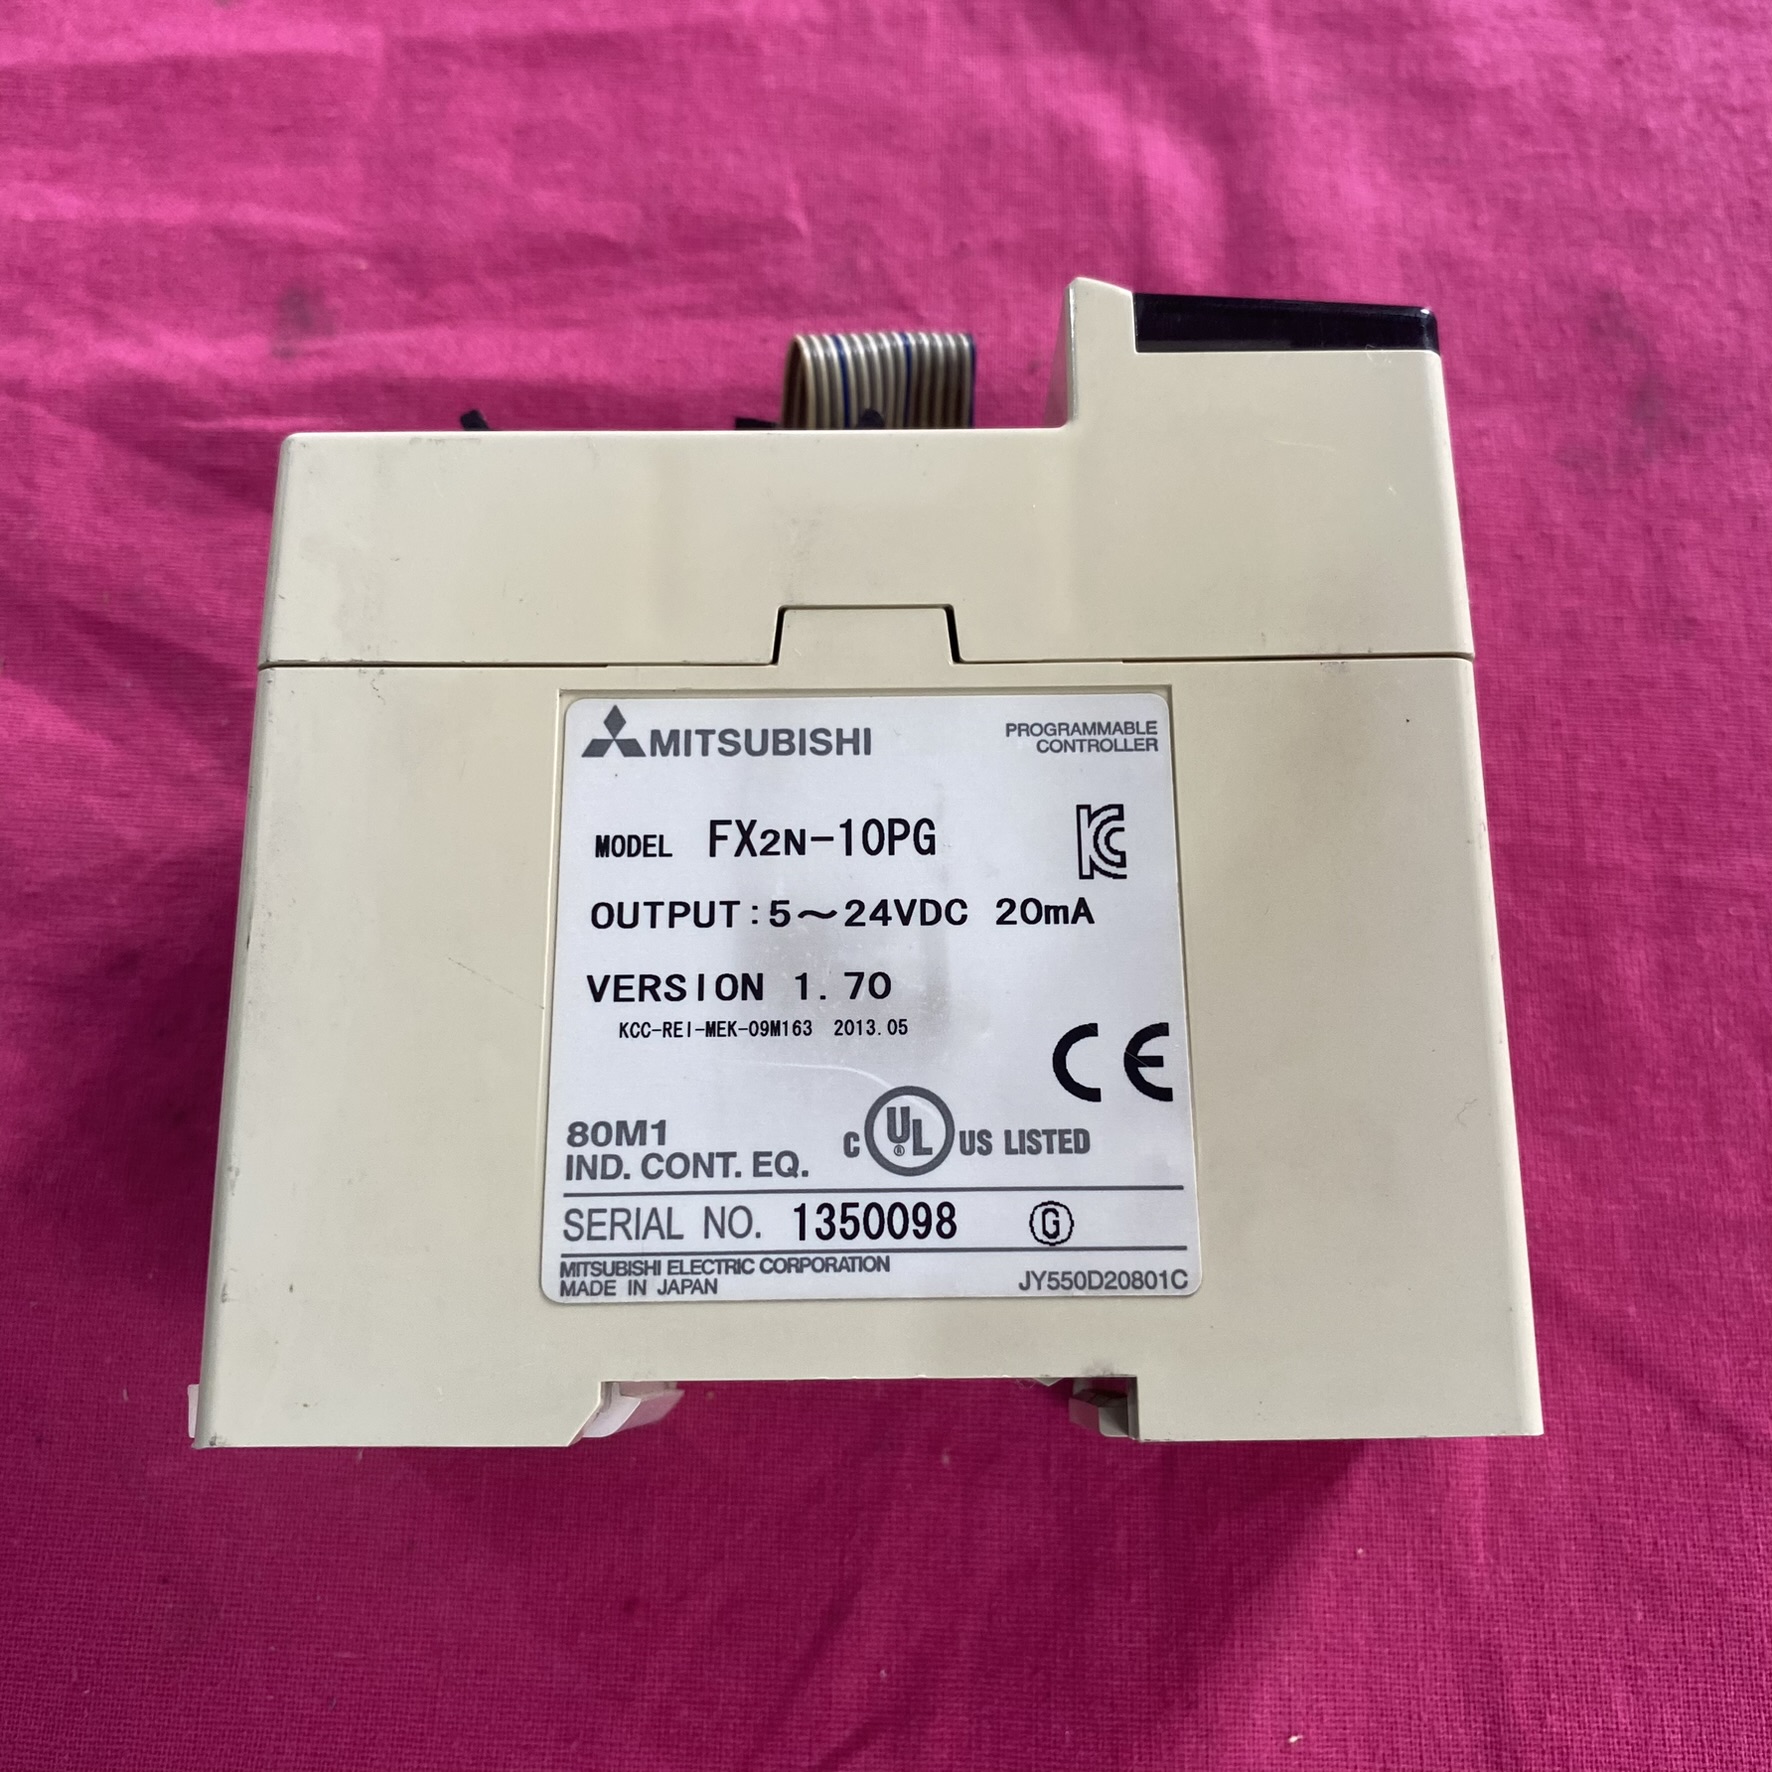 MITSUBISHI
PROGRAMMABLE
CONTROLLER
MODEL FX2N-10PG
OUTPUT:5~24VDC 20mA
VERSION 1.70
KCC-REI-MEK-09M163 2013.05
CE
80M1
IND. CONT. EQ.
C UL ® US LISTED
SERIAL NO. 1350098 G
MITSUBISHI ELECTRIC CORPORATION
MADE IN JAPAN
JY550D20801C